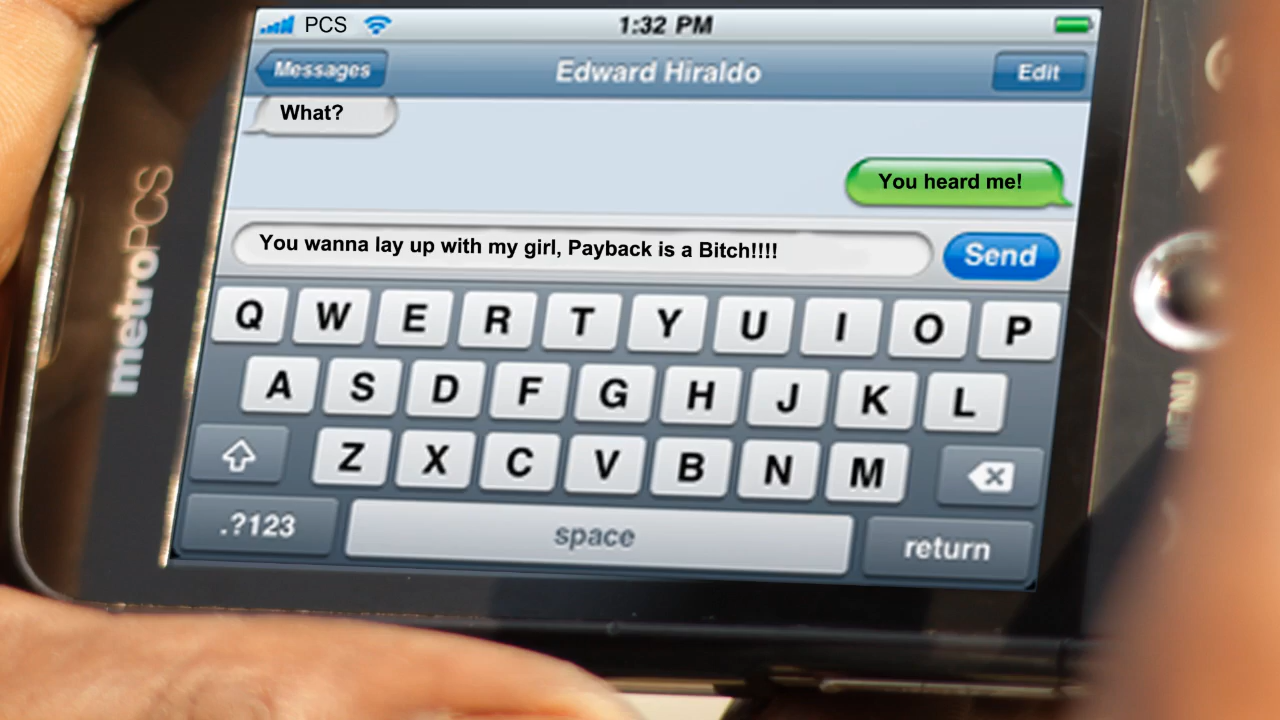 PCS 1:32 PM
Messages Edward Hiraldo Edit
What?
You heard me!
You wanna lay up with my girl, Payback is a Bitch!!!! Send
Q W E R T Y U I O P
A S D F G H J K L
Z X C V B N M
.?123 space return
metroPCS
MENU